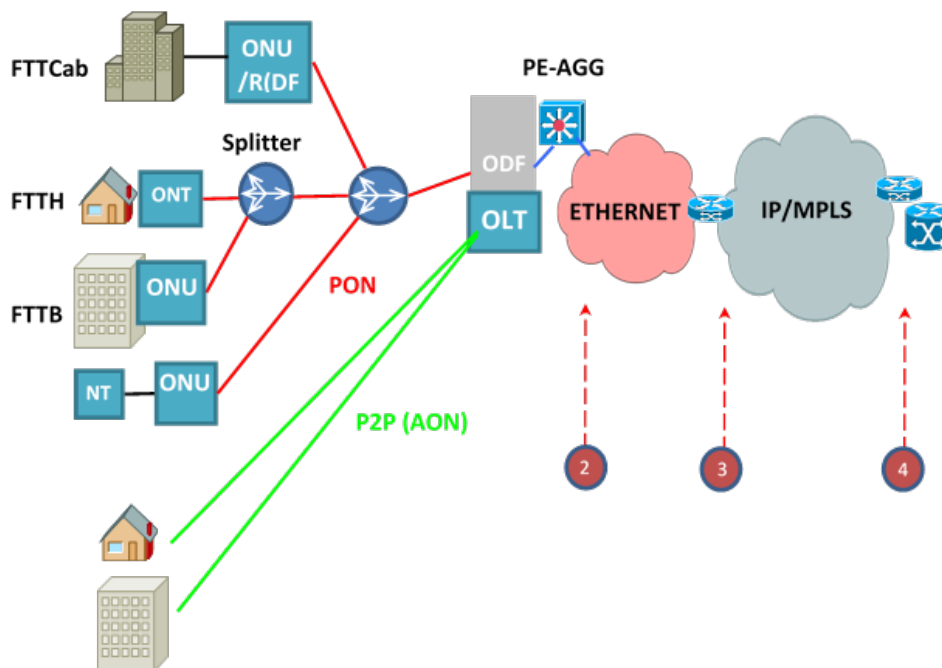 FTTCab
ONU
/R(DF
PE-AGG
Splitter
ODF
FTTH
ONT
ETHERNET
IP/MPLS
OLT
FTTB
ONU
PON
NT
ONU
P2P (AON)
2
3
4